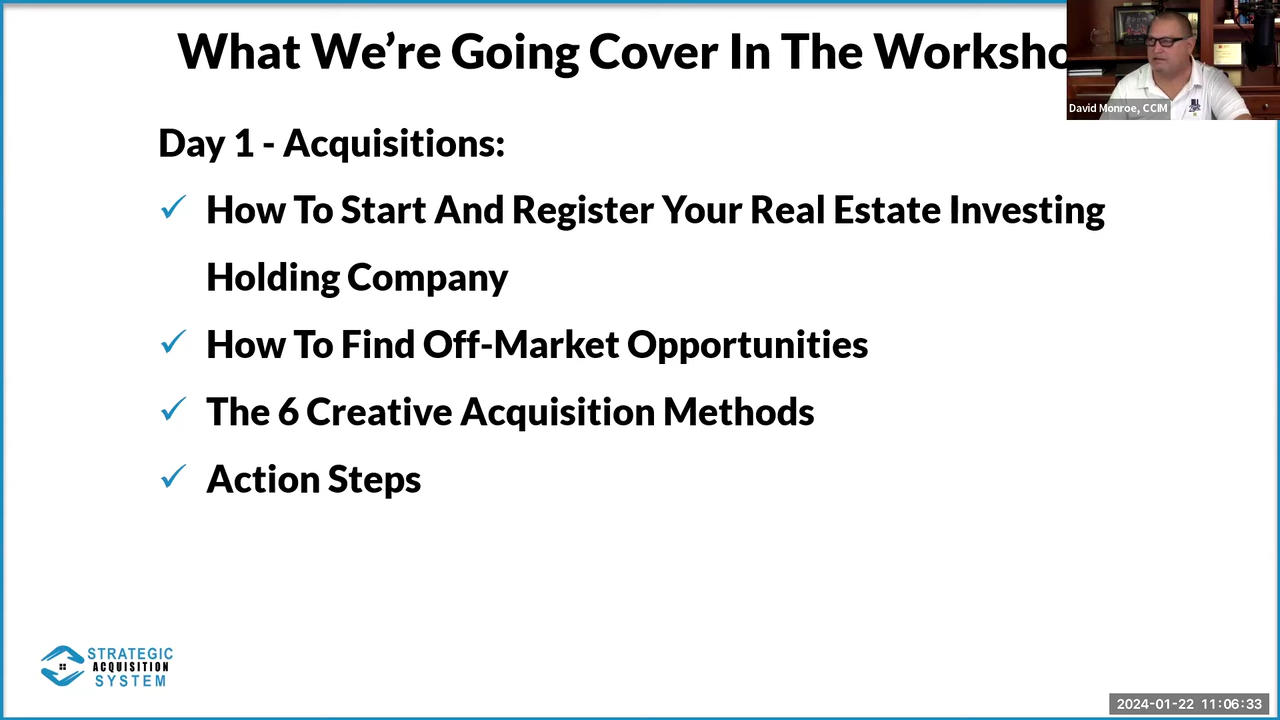 What We're Going Cover In The Worksho
David Monroe, CCIM
Day 1 - Acquisitions:
✓ How To Start And Register Your Real Estate Investing
Holding Company
✓ How To Find Off-Market Opportunities
✓ The 6 Creative Acquisition Methods
✓ Action Steps
STRATEGIC
ACQUISITION
SYSTEM
2024-01-22 11:06:33